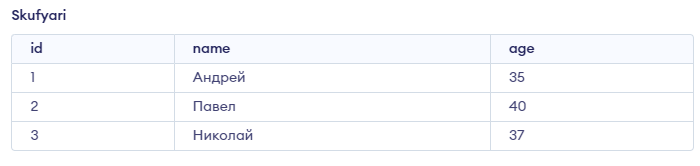 Skufyari
id name age
1 Андрей 35
2 Павел 40
3 Николай 37